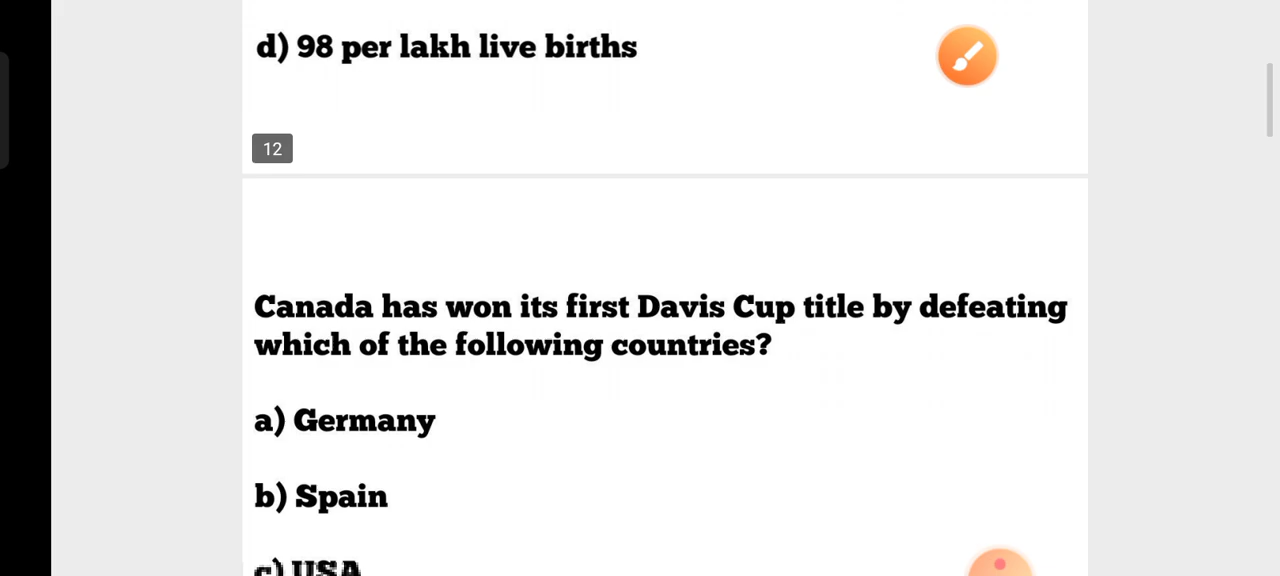 d) 98 per lakh live births
12
Canada has won its first Davis Cup title by defeating
which of the following countries?
a) Germany
b) Spain
c) USA